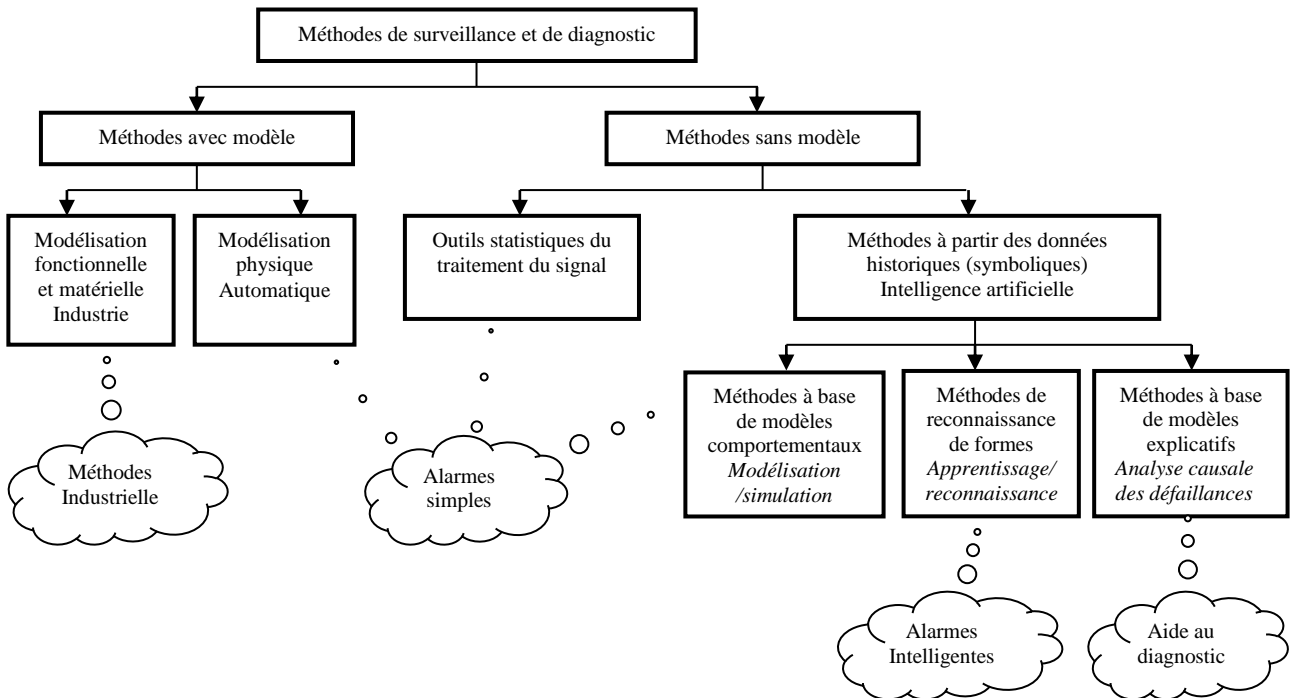 Méthodes de surveillance et de diagnostic
Méthodes avec modèle
Méthodes sans modèle
Modélisation
fonctionnelle
et matérielle
Industrie
Modélisation
physique
Automatique
Outils statistiques du
traitement du signal
Méthodes à partir des données
historiques (symboliques)
Intelligence artificielle
Méthodes à base
de modèles
comportementaux
Modélisation
/simulation
Méthodes de
reconnaissance
de formes
Apprentissage/
reconnaissance
Méthodes à base
de modèles
explicatifs
Analyse causale
des défaillances
Méthodes
Industrielle
Alarmes
simples
Alarmes
Intelligentes
Aide au
diagnostic